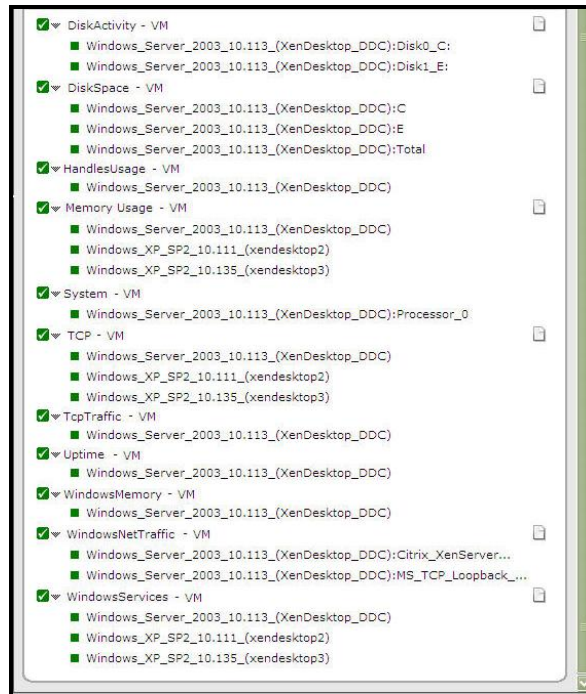 DiskActivity - VM
Windows_Server_2003_10.113_(XenDesktop_DDC):Disk0_C:
Windows_Server_2003_10.113_(XenDesktop_DDC):Disk1_E:
DiskSpace - VM
Windows_Server_2003_10.113_(XenDesktop_DDC):C
Windows_Server_2003_10.113_(XenDesktop_DDC):E
Windows_Server_2003_10.113_(XenDesktop_DDC):Total
HandlesUsage - VM
Windows_Server_2003_10.113_(XenDesktop_DDC)
Memory Usage - VM
Windows_Server_2003_10.113_(XenDesktop_DDC)
Windows_XP_SP2_10.111_(xendesktop2)
Windows_XP_SP2_10.135_(xendesktop3)
System - VM
Windows_Server_2003_10.113_(XenDesktop_DDC):Processor_0
TCP - VM
Windows_Server_2003_10.113_(XenDesktop_DDC)
Windows_XP_SP2_10.111_(xendesktop2)
Windows_XP_SP2_10.135_(xendesktop3)
TcpTraffic - VM
Windows_Server_2003_10.113_(XenDesktop_DDC)
Uptime - VM
Windows_Server_2003_10.113_(XenDesktop_DDC)
WindowsMemory - VM
Windows_Server_2003_10.113_(XenDesktop_DDC)
WindowsNetTraffic - VM
Windows_Server_2003_10.113_(XenDesktop_DDC):Citrix_XenServer...
Windows_Server_2003_10.113_(XenDesktop_DDC):MS_TCP_Loopback_...
WindowsServices - VM
Windows_Server_2003_10.113_(XenDesktop_DDC)
Windows_XP_SP2_10.111_(xendesktop2)
Windows_XP_SP2_10.135_(xendesktop3)